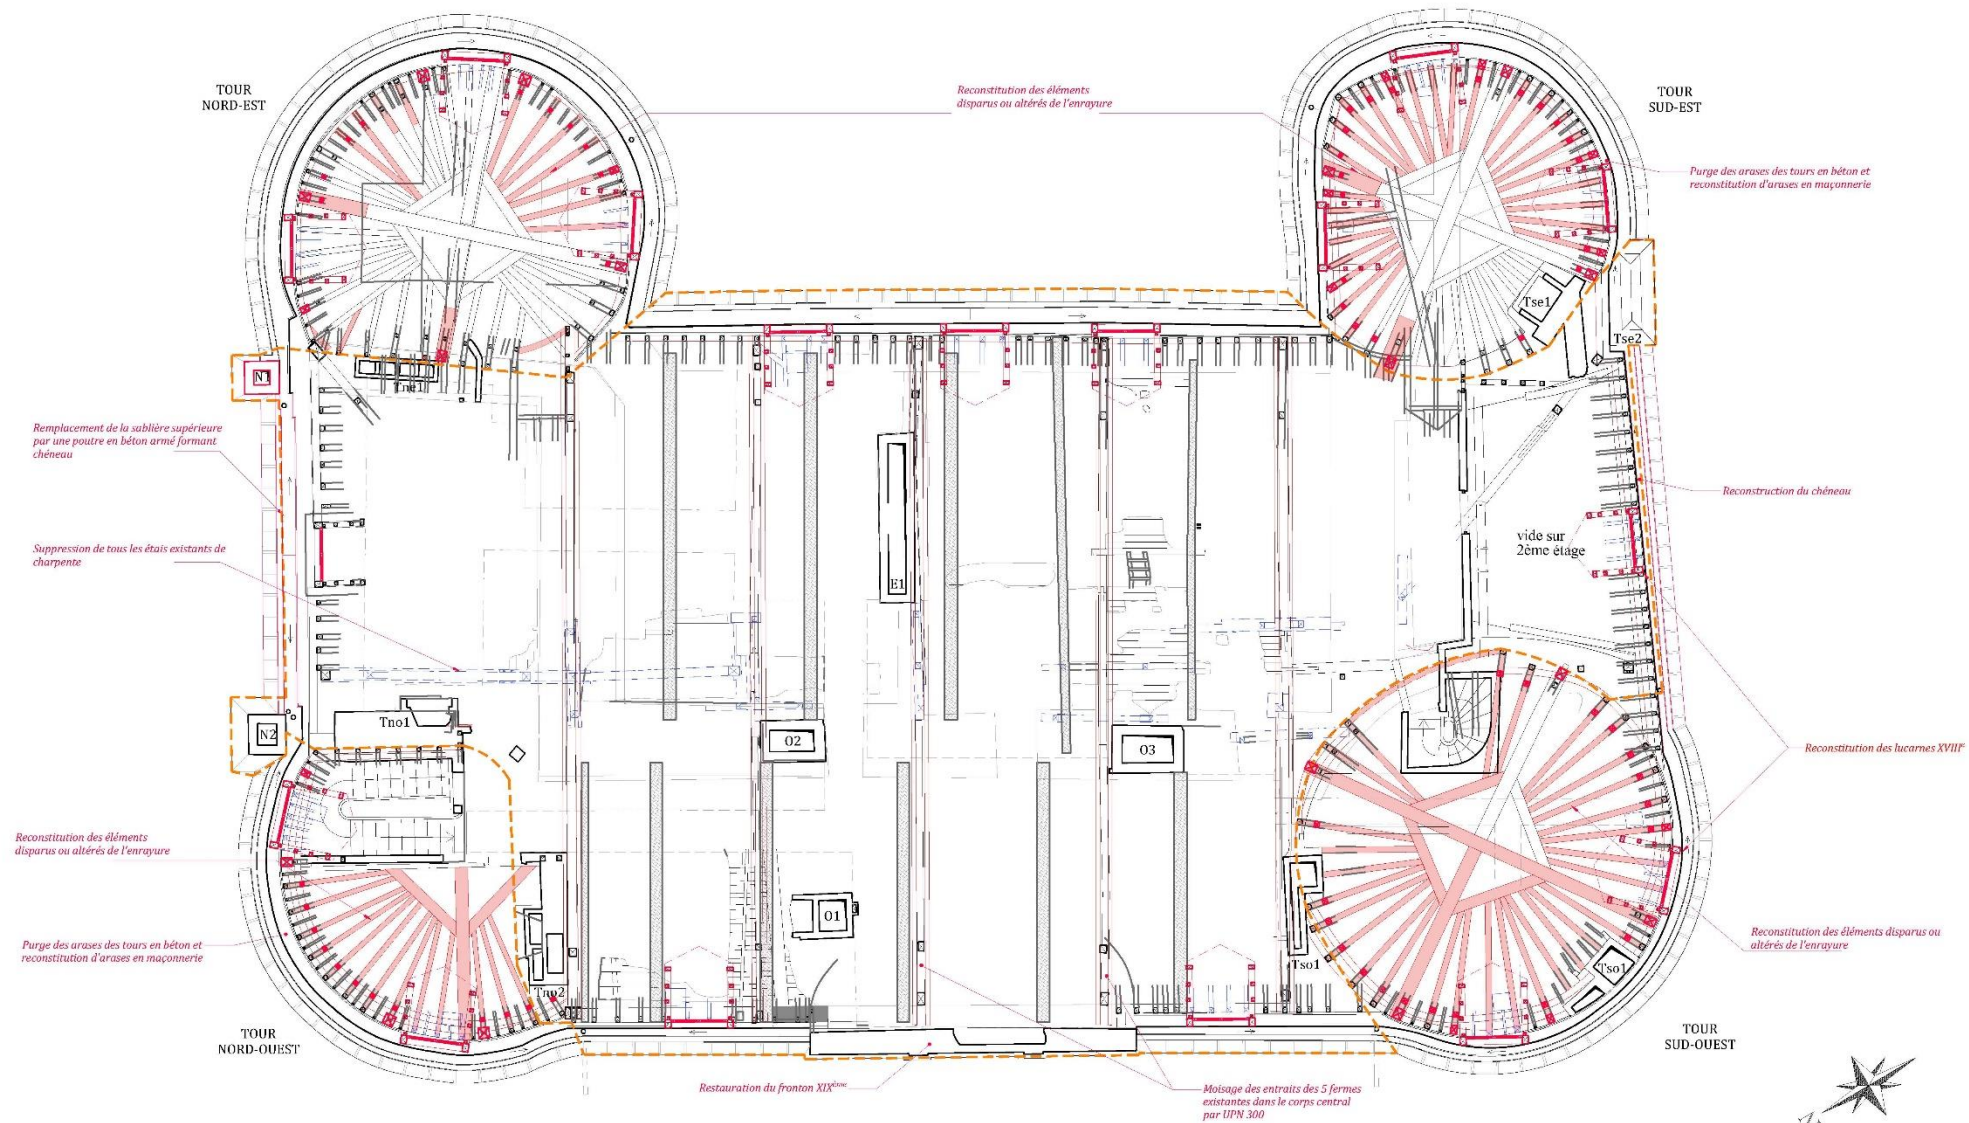 TOUR
NORD-EST
Reconstitution des éléments
disparus ou altérés de l'enrayure
TOUR
SUD-EST
Purge des arases des tours en béton et
reconstitution d'arases en maçonnerie
Tse1
Tse2
N1
Tne1
Remplacement de la sablière supérieure
par une poutre en béton armé formant
chéneau
Reconstruction du chéneau
Suppression de tous les étais existants de
charpente
vide sur
2ème étage
E1
Tno1
N2
O2
O3
Reconstitution des lucarnes XVIIIe
Reconstitution des éléments
disparus ou altérés de l'enrayure
O1
Purge des arases des tours en béton et
reconstitution d'arases en maçonnerie
Reconstitution des éléments disparus ou
altérés de l'enrayure
Tno2
Tso1
Tso1
TOUR
NORD-OUEST
TOUR
SUD-OUEST
Restauration du fronton XIXème
Moisage des entraits des 5 fermes
existantes dans le corps central
par UPN 300